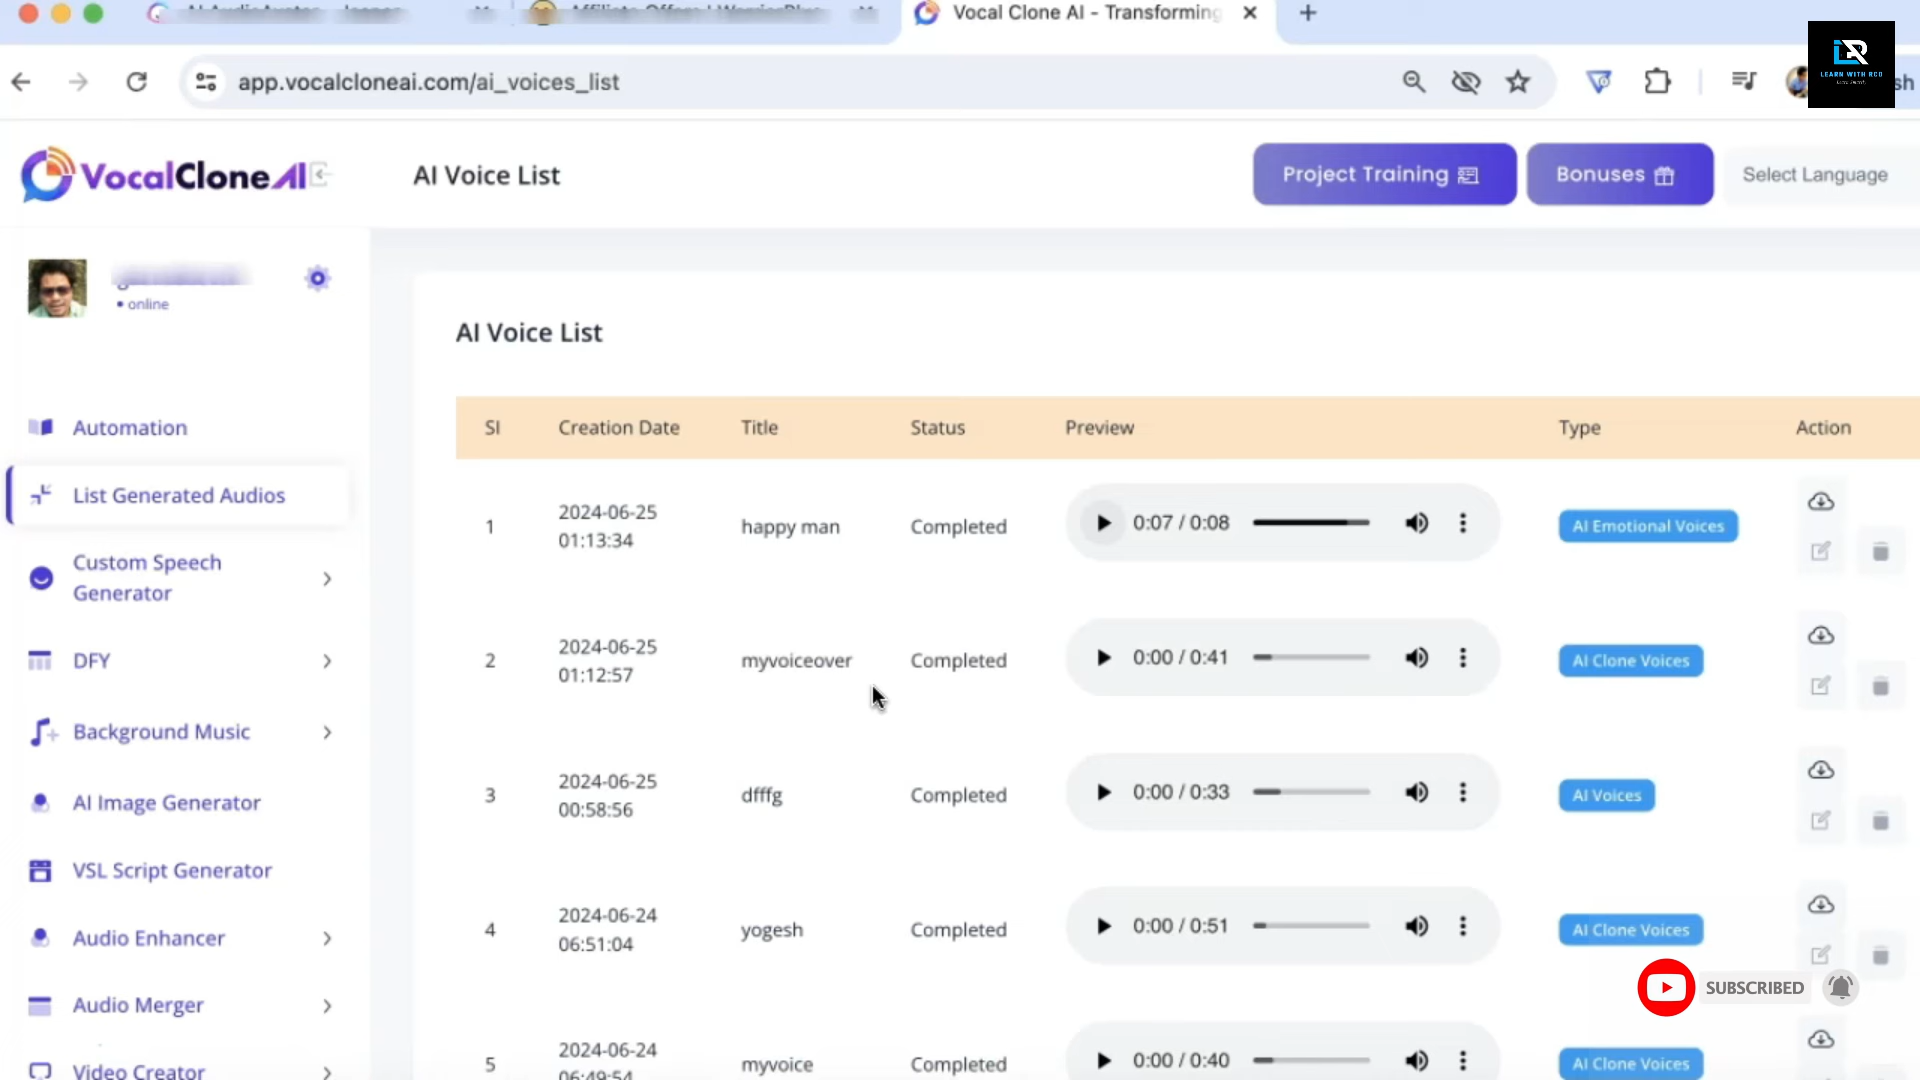 Vocal Clone AI - Transforming
app.vocalcloneai.com/ai_voices_list
LR
LEARN WITH RCD
sh
VocalCloneAI
AI Voice List
Project Training
Bonuses
Select Language
• online
Automation
List Generated Audios
Custom Speech
Generator
DFY
Background Music
AI Image Generator
VSL Script Generator
Audio Enhancer
Audio Merger
Video Creator
AI Voice List
SI Creation Date Title Status Preview Type Action
1 2024-06-25 01:13:34 happy man Completed 0:07 / 0:08 AI Emotional Voices
2 2024-06-25 01:12:57 myvoiceover Completed 0:00 / 0:41 AI Clone Voices
3 2024-06-25 00:58:56 dfffg Completed 0:00 / 0:33 AI Voices
4 2024-06-24 06:51:04 yogesh Completed 0:00 / 0:51 AI Clone Voices
5 2024-06-24 06:49:54 myvoice Completed 0:00 / 0:40 AI Clone Voices
SUBSCRIBED